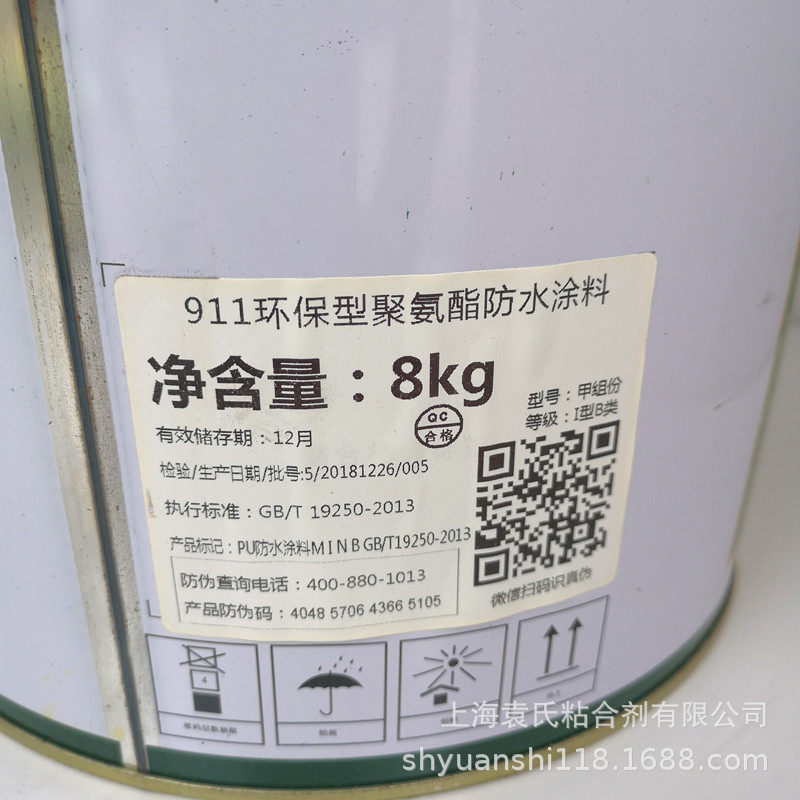 911环保型聚氨酯防水涂料
净含量：8kg
QC
合格
型号：甲组份
等级：I型B类
有效储存期：12月
检验/生产日期/批号:5/20181226/005
执行标准：GB/T 19250-2013
产品标记：PU防水涂料M I N B GB/T19250-2013
防伪查询电话：400-880-1013
产品防伪码：4048 5706 4366 5105
微信扫码识真伪
4
上海袁氏粘合剂有限公司
shyuanshi118.1688.com